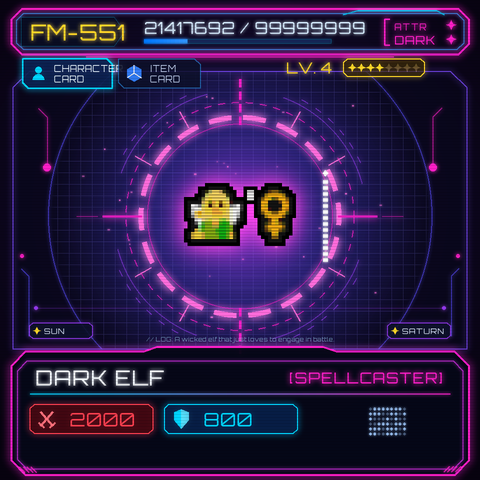 FM-551
21417692 / 99999999
ATTR
DARK
CHARACTER
CARD
ITEM
CARD
LV. 4
SUN
SATURN
// LOG: A wicked elf that just loves to engage in battle.
DARK ELF
[SPELLCASTER]
2000
800